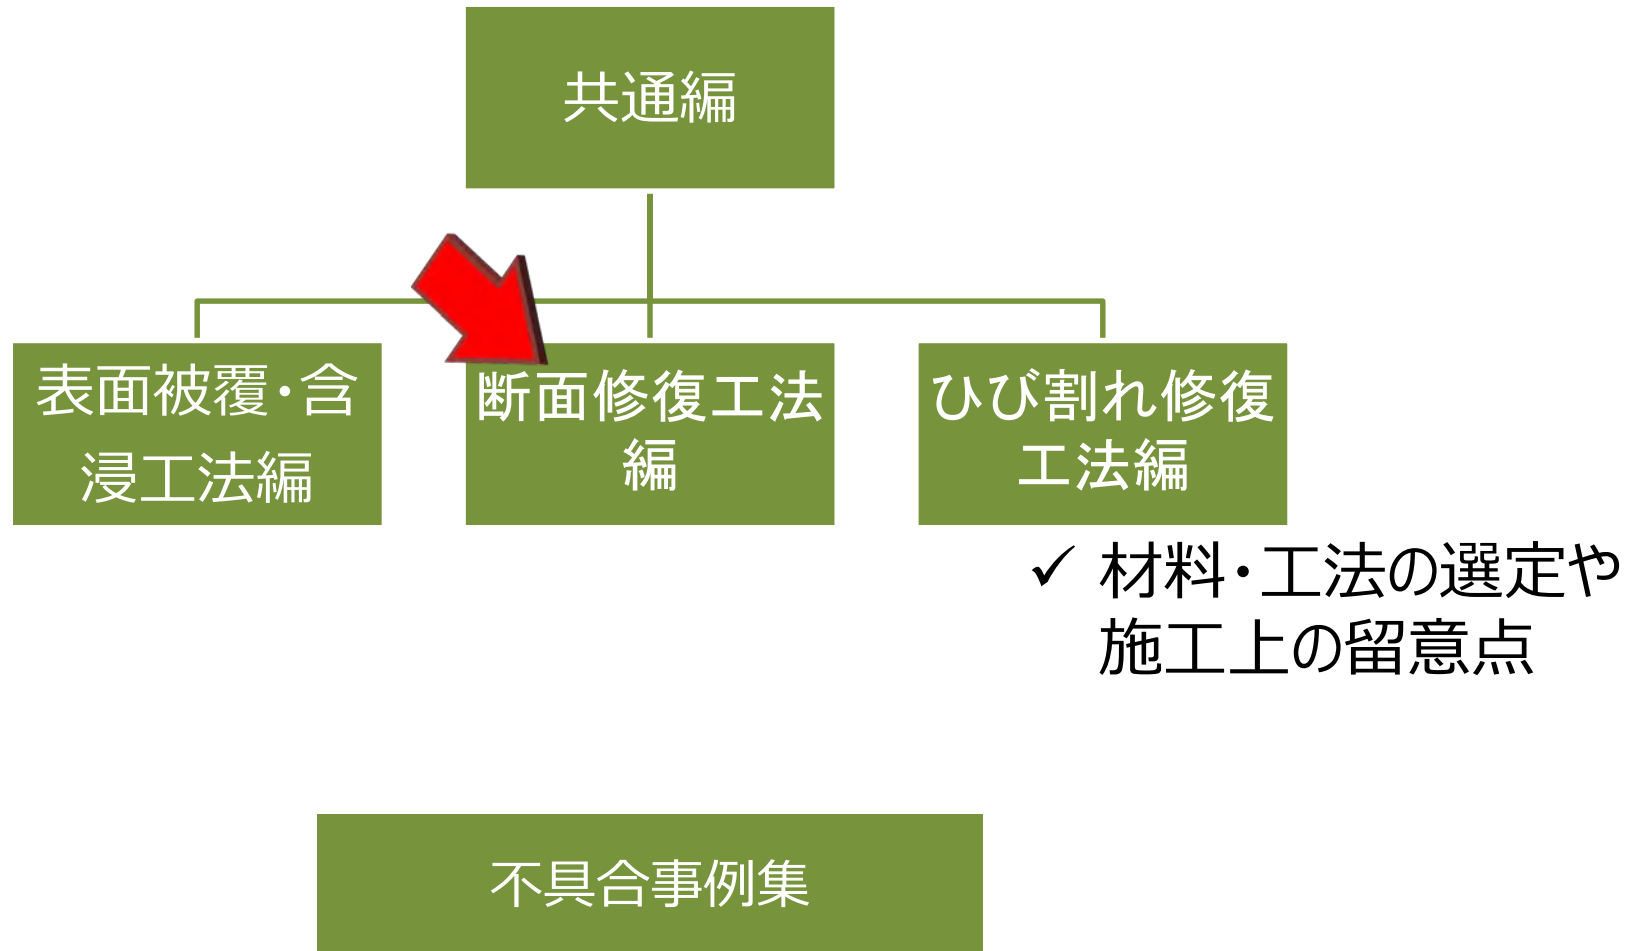 共通編
表面被覆・含
浸工法編
断面修復工法
編
ひび割れ修復
工法編
✓ 材料・工法の選定や
施工上の留意点
不具合事例集